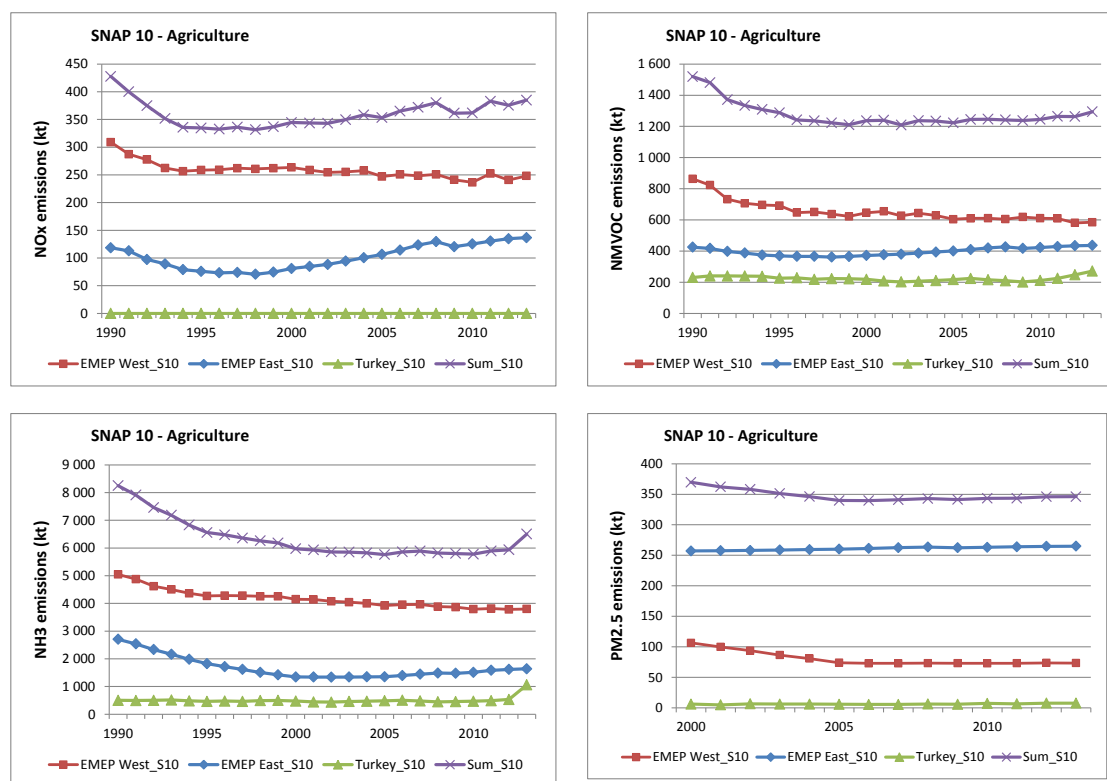 SNAP 10 - Agriculture
NOx emissions (kt)
450
400
350
300
250
200
150
100
50
0
1990 1995 2000 2005 2010
EMEP West_S10 EMEP East_S10 Turkey_S10 Sum_S10
SNAP 10 - Agriculture
NMVOC emissions (kt)
1 600
1 400
1 200
1 000
800
600
400
200
0
1990 1995 2000 2005 2010
EMEP West_S10 EMEP East_S10 Turkey_S10 Sum_S10
SNAP 10 - Agriculture
NH3 emissions (kt)
9 000
8 000
7 000
6 000
5 000
4 000
3 000
2 000
1 000
0
1990 1995 2000 2005 2010
EMEP West_S10 EMEP East_S10 Turkey_S10 Sum_S10
SNAP 10 - Agriculture
PM2.5 emissions (kt)
400
350
300
250
200
150
100
50
0
2000 2005 2010
EMEP West_S10 EMEP East_S10 Turkey_S10 Sum_S10